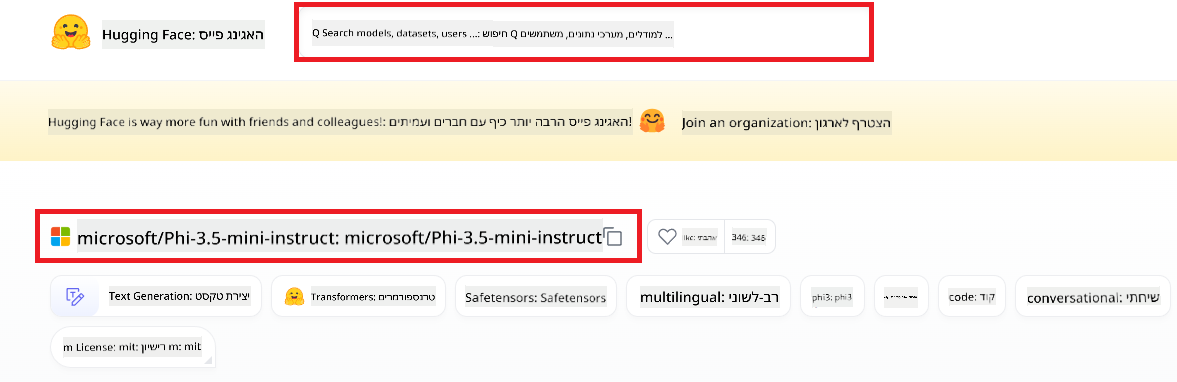 Hugging Face: האגינג פייס
Q Search models, datasets, users ...: חיפוש Q למודלים, מערכי נתונים, משתמשים ...
Hugging Face is way more fun with friends and colleagues!: האגינג פייס הרבה יותר כיף עם חברים ועמיתים!
Join an organization: הצטרף לארגון
microsoft/Phi-3.5-mini-instruct: microsoft/Phi-3.5-mini-instruct
like: אהבתי
346: 346
Text Generation: יצירת טקסט
Transformers: טרנספורמרים
Safetensors: Safetensors
multilingual: רב-לשוני
phi3: phi3
code: קוד
conversational: שיחתי
m License: mit: רישיון m: mit